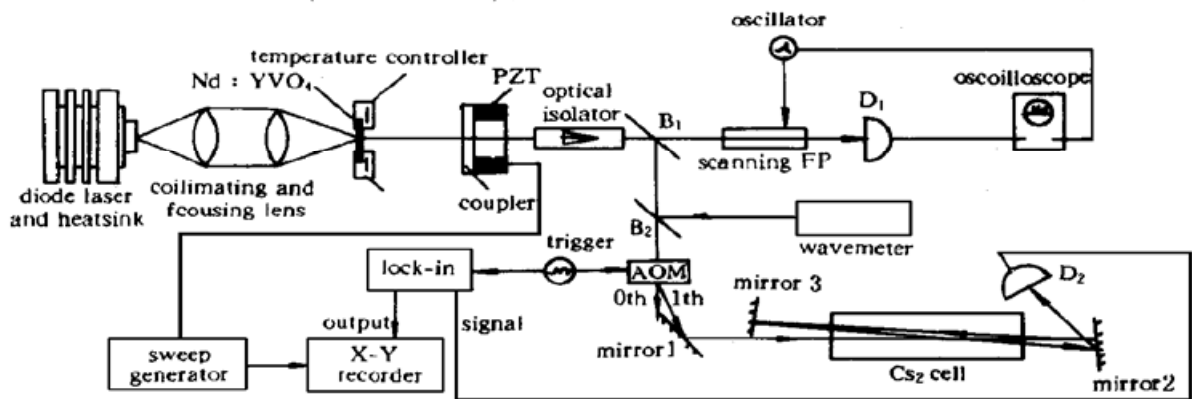 oscillator
temperature controller
Nd : YVO₄
PZT
optical
isolator
oscoilloscope
D₁
B₁
scanning FP
coilimating and
fcousing lens
coupler
diode laser
and heatsink
B₂
wavemeter
trigger
lock-in
AOM
0th
1th
mirror 3
D₂
output
signal
mirror1
sweep
generator
X-Y
recorder
Cs₂ cell
mirror2